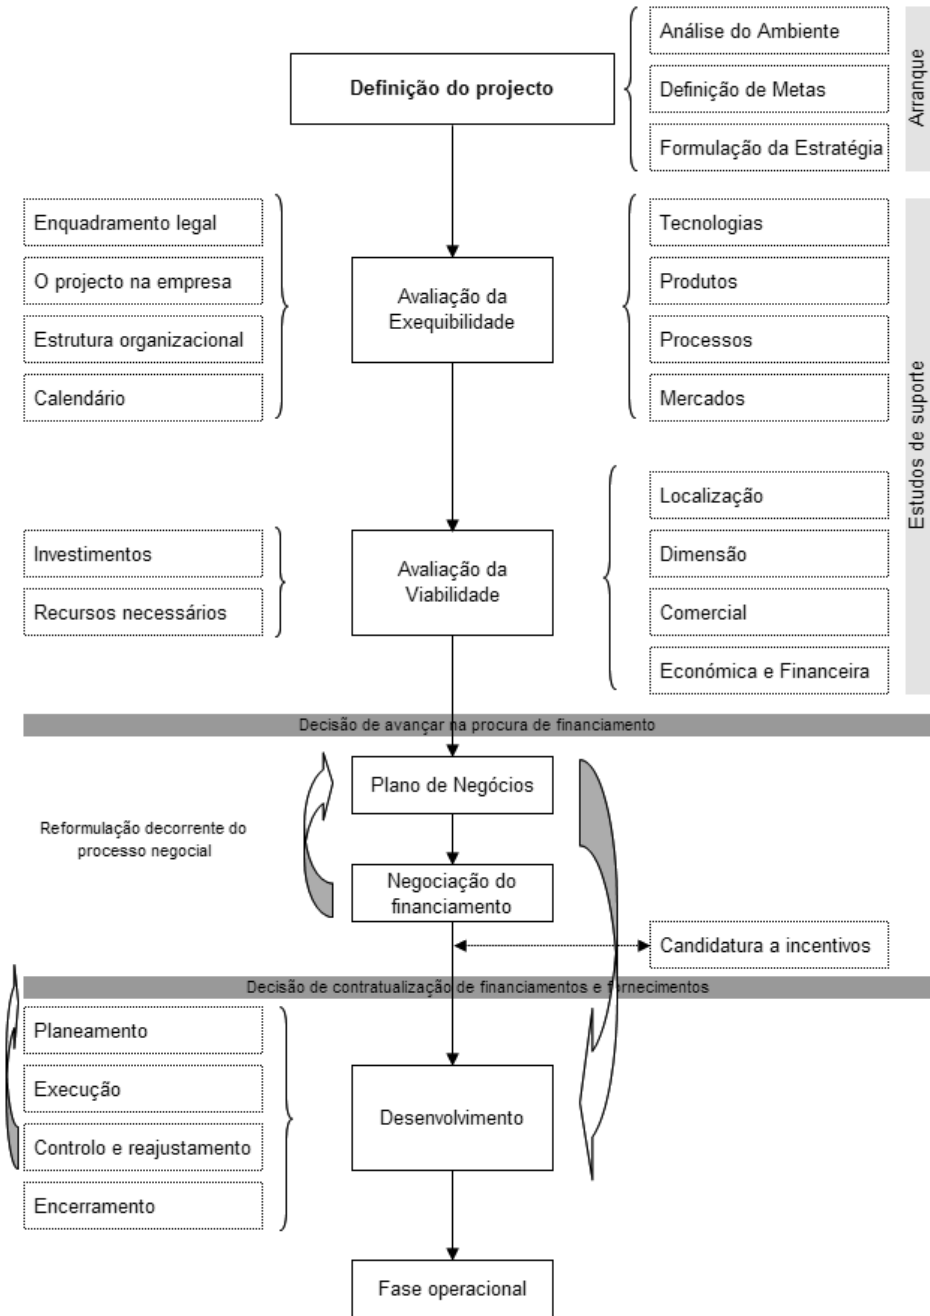 Análise do Ambiente
Definição do projecto
Definição de Metas
Formulação da Estratégia
Arranque
Enquadramento legal
O projecto na empresa
Estrutura organizacional
Calendário
Avaliação da
Exequibilidade
Tecnologias
Produtos
Processos
Mercados
Estudos de suporte
Investimentos
Recursos necessários
Avaliação da
Viabilidade
Localização
Dimensão
Comercial
Económica e Financeira
Decisão de avançar na procura de financiamento
Plano de Negócios
Reformulação decorrente do
processo negocial
Negociação do
financiamento
Candidatura a incentivos
Decisão de contratualização de financiamentos e fornecimentos
Planeamento
Execução
Controlo e reajustamento
Encerramento
Desenvolvimento
Fase operacional